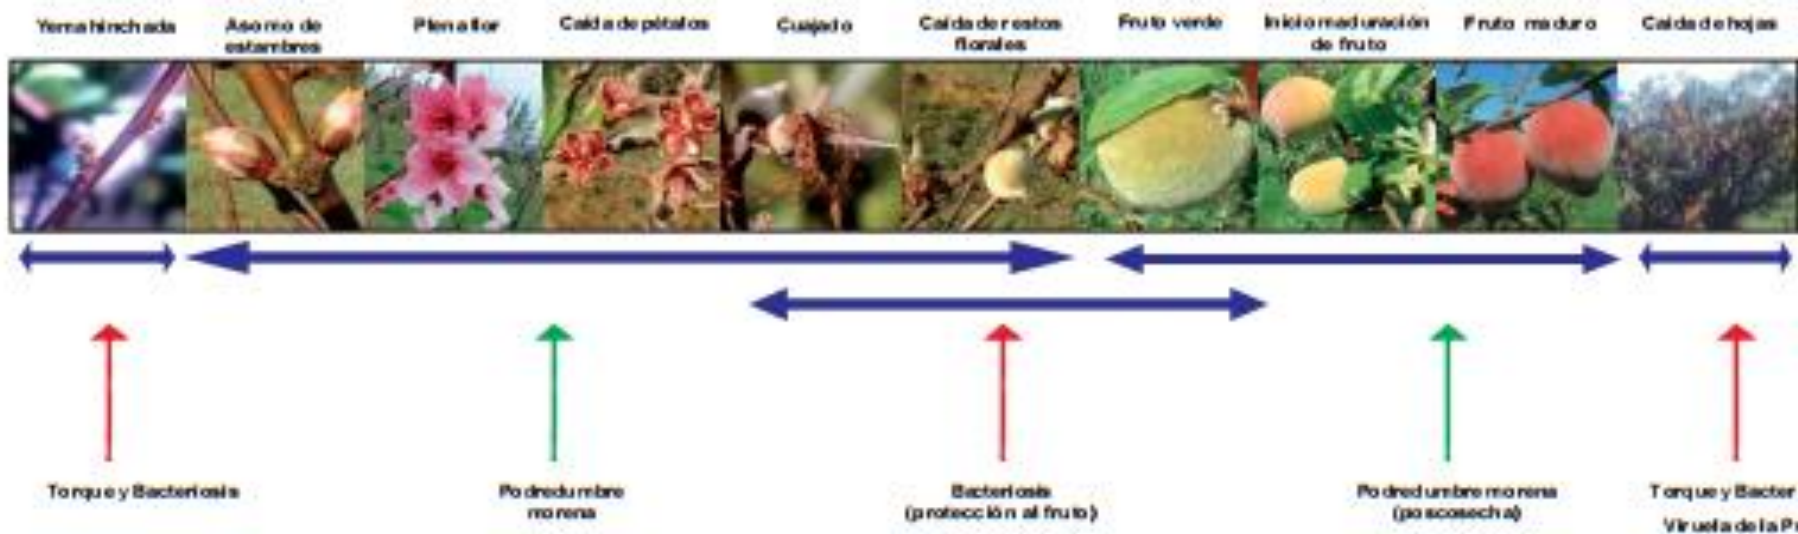 Yema hinchada
Asomo de
estambres
Plena flor
Caída de pétalos
Cuajado
Caída de restos
florales
Fruto verde
Inicio maduración
de fruto
Fruto maduro
Caída de hojas
Torque y Bacteriosis
Podredumbre
morena
Bacteriosis
(protección al fruto)
Podredumbre morena
(poscosecha)
Torque y Bacter
Viruela de la P